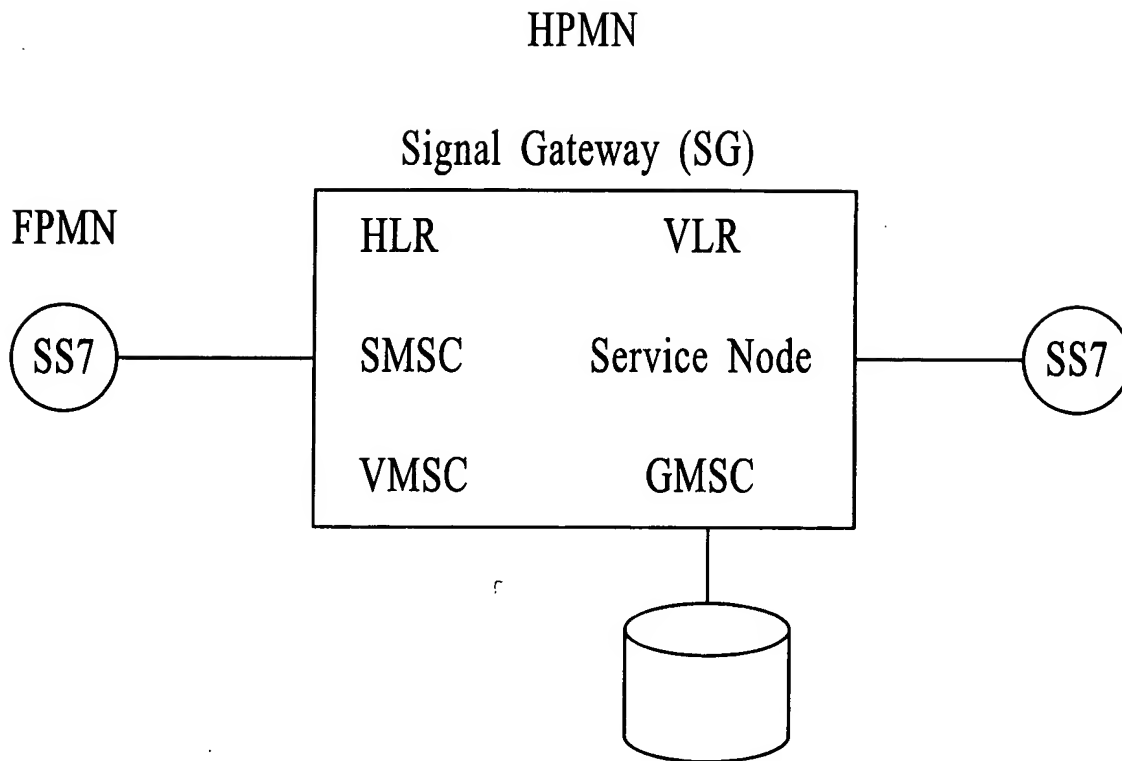 HPMN
Signal Gateway (SG)
FPMN
HLR VLR
SS7 SMSC Service Node SS7
VMSC GMSC